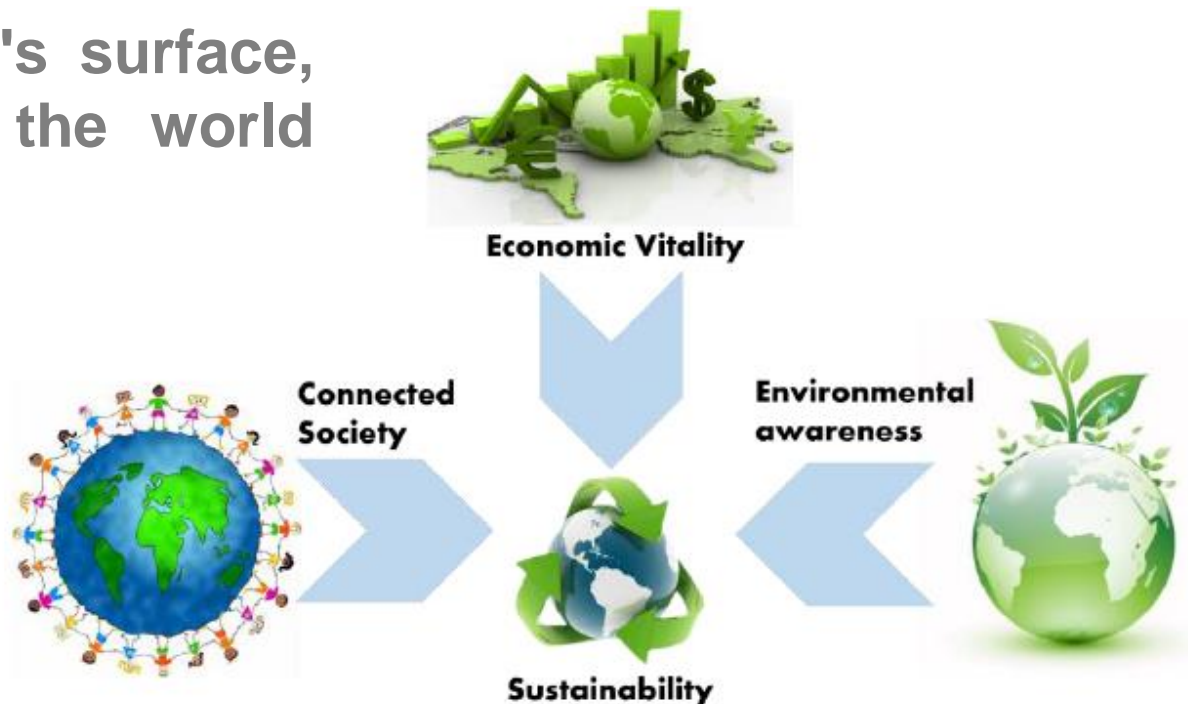 's surface,
the world
Economic Vitality
Connected
Society
Environmental
awareness
Sustainability